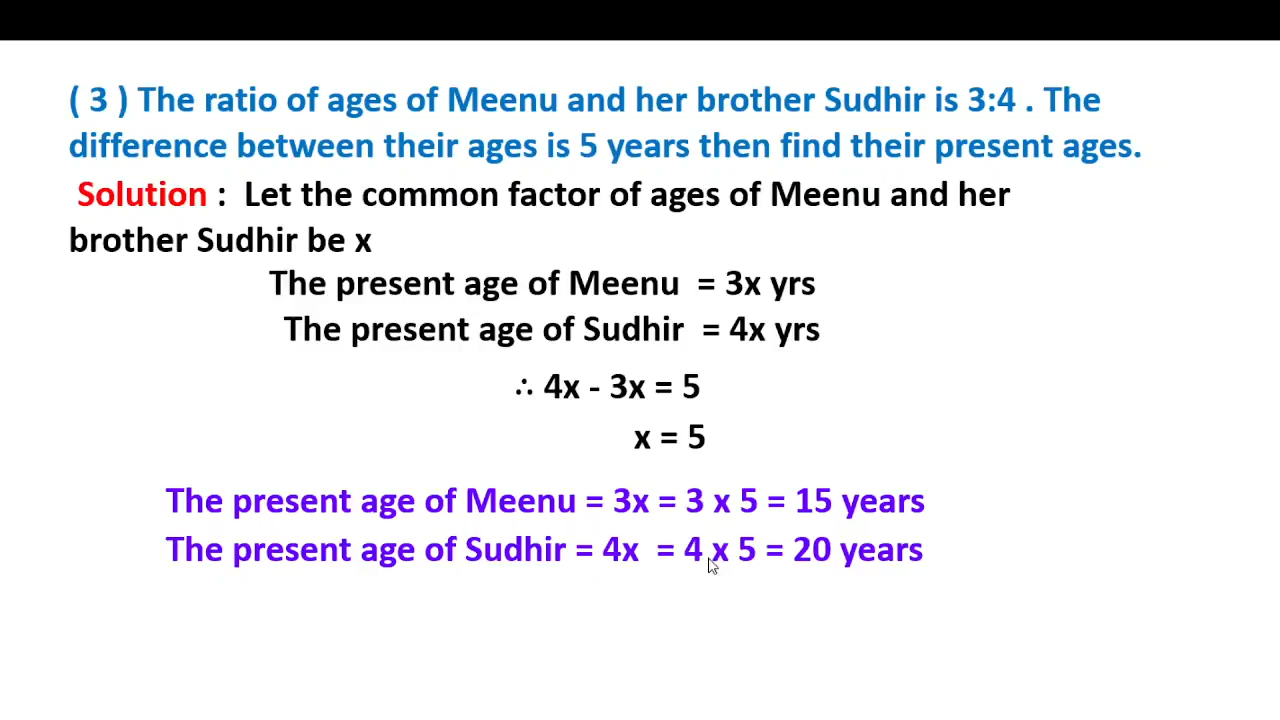 ( 3 ) The ratio of ages of Meenu and her brother Sudhir is 3:4 . The
difference between their ages is 5 years then find their present ages.
Solution : Let the common factor of ages of Meenu and her
brother Sudhir be x
The present age of Meenu = 3x yrs
The present age of Sudhir = 4x yrs
∴ 4x - 3x = 5
x = 5
The present age of Meenu = 3x = 3 x 5 = 15 years
The present age of Sudhir = 4x = 4 x 5 = 20 years